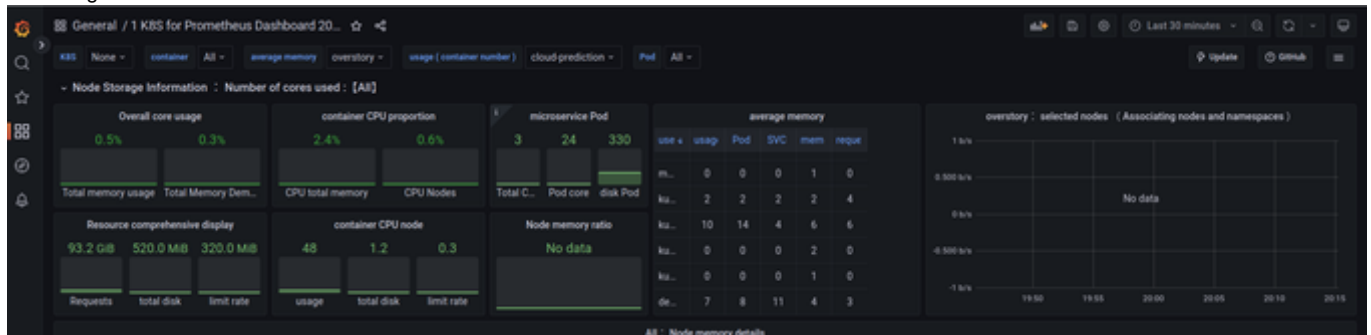 General / 1 K8S for Prometheus Dashboard 20...
Last 30 minutes
K8S None container All average memory overstory usage ( container number ) cloud-prediction Pod All
Update GitHub
Node Storage Information : Number of cores used : [All]
Overall core usage
0.5% 0.3%
Total memory usage Total Memory Dem...
container CPU proportion
2.4% 0.6%
CPU total memory CPU Nodes
microservice Pod
3 24 330
Total C... Pod core disk Pod
Resource comprehensive display
93.2 GiB 520.0 MiB 320.0 MiB
Requests total disk limit rate
container CPU node
48 1.2 0.3
usage total disk limit rate
Node memory ratio
No data
average memory
use usag Pod SVC mem reque
m... 0 0 0 1 0
ku... 2 2 2 2 4
ku... 10 14 4 6 6
ku... 0 0 0 2 0
ku... 0 0 0 1 0
de... 7 8 11 4 3
overstory : selected nodes ( Associating nodes and namespaces )
1 b/s
0.500 b/s
0 b/s
-0.500 b/s
-1 b/s
No data
19:50 19:55 20:00 20:05 20:10 20:15
All : Node memory details